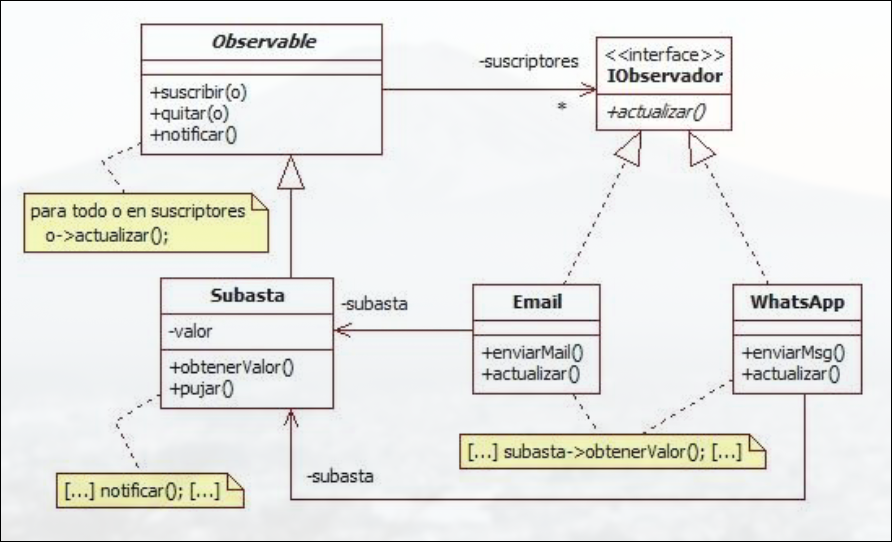 Observable
+suscribir(o)
+quitar(o)
+notificar()
-suscriptores
*
<<interface>>
IObservador
+actualizar()
para todo o en suscriptores
o->actualizar();
Subasta
-valor
+obtenerValor()
+pujar()
-subasta
Email
+enviarMail()
+actualizar()
WhatsApp
+enviarMsg()
+actualizar()
[...] subasta->obtenerValor(); [...]
-subasta
[...] notificar(); [...]